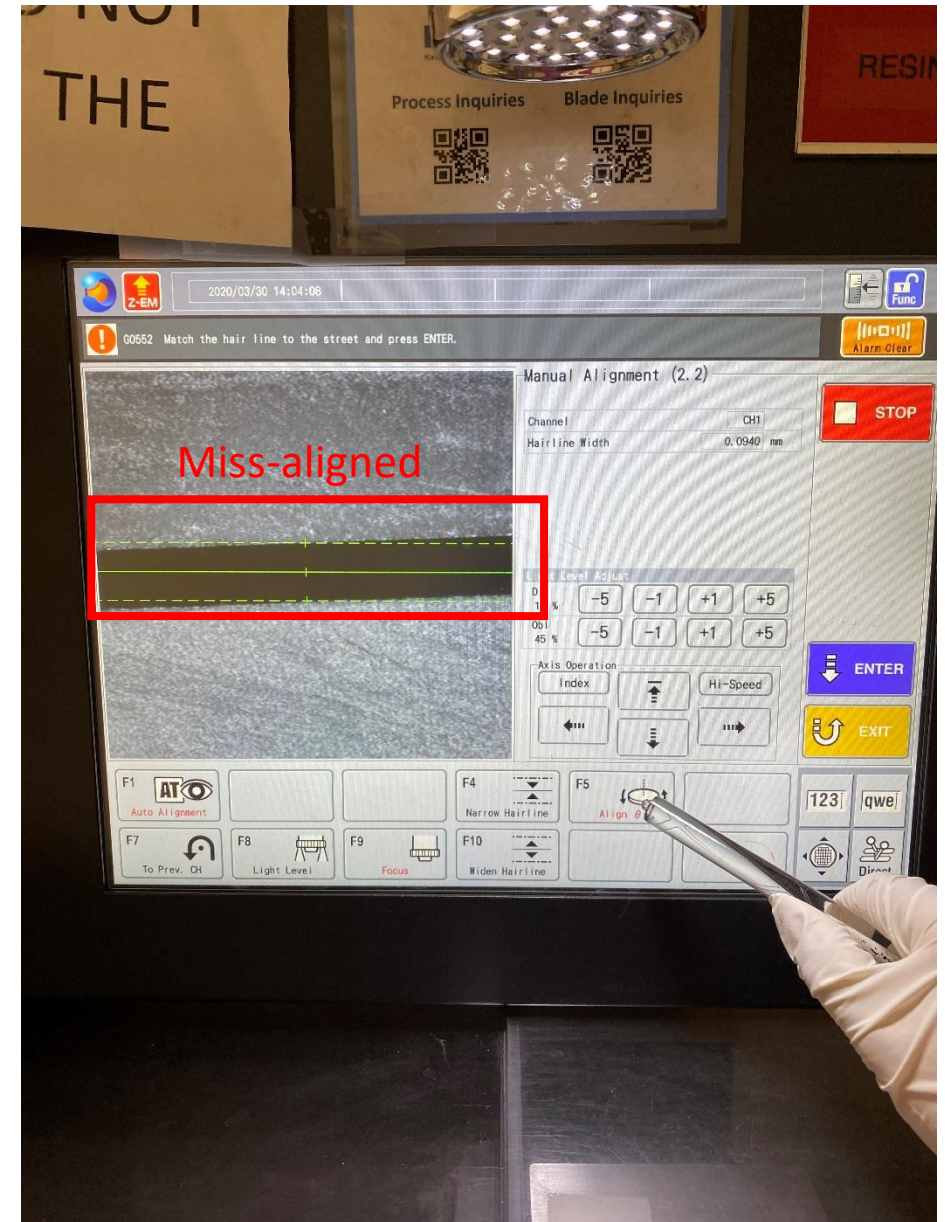 THE
Process Inquiries Blade Inquiries
Z-EM
2020/03/30 14:04:08
Func
G0552 Match the hair line to the street and press ENTER.
Alarm Clear
Manual Alignment (2.2)
STOP
Channel CH1
Hairline Width 0.0940 mm
Miss-aligned
Level Adjust
%
-5 -1 +1 +5
Obl
45 %
-5 -1 +1 +5
Axis Operation
Index
Hi-Speed
ENTER
EXIT
F1
AT
Auto Alignment
F4
Narrow Hairline
F5
Align θ
123
qwe
F7
To Prev. CH
F8
Light Level
F9
Focus
F10
Widen Hairline